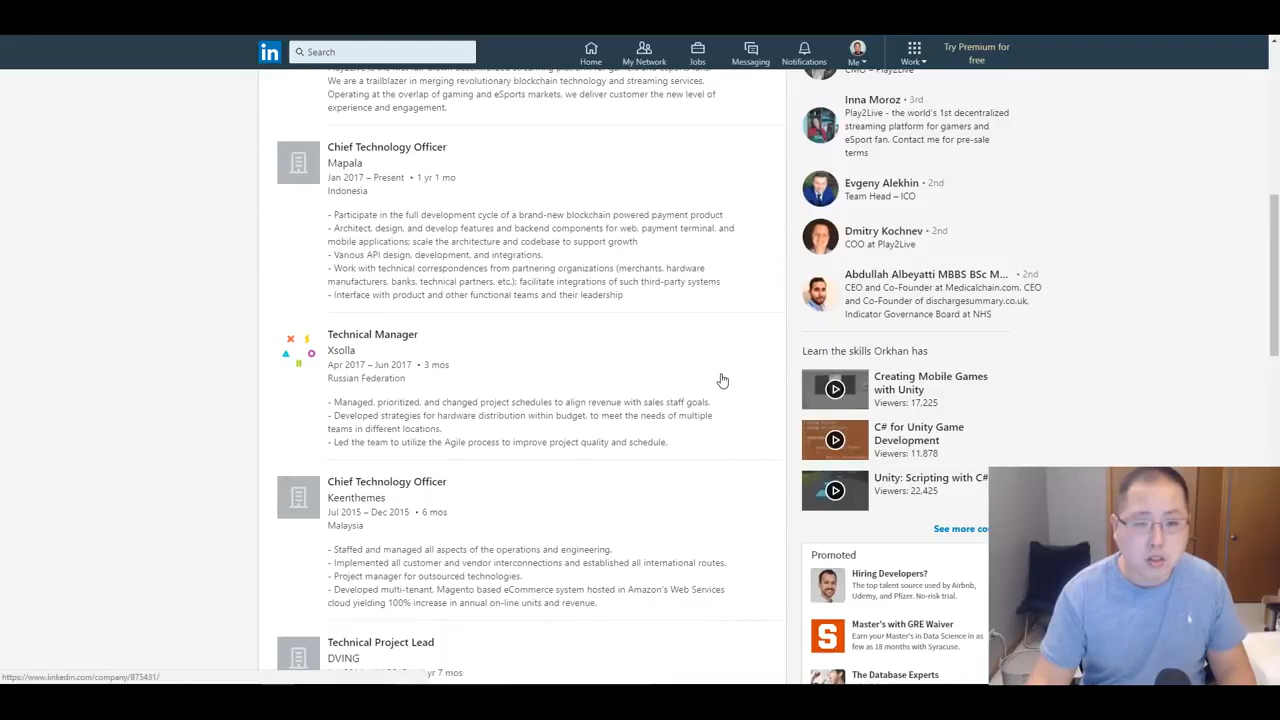 in
Search
Home
My Network
Jobs
Messaging
Notifications
Me
Work
Try Premium for
free
We are a trailblazer in merging revolutionary blockchain technology and streaming services.
Operating at the overlap of gaming and eSports markets, we deliver customer the new level of
experience and engagement.
Chief Technology Officer
Mapala
Jan 2017 – Present • 1 yr 1 mo
Indonesia
- Participate in the full development cycle of a brand-new blockchain powered payment product
- Architect, design, and develop features and backend components for web, payment terminal, and
mobile applications; scale the architecture and codebase to support growth
- Various API design, development, and integrations.
- Work with technical correspondences from partnering organizations (merchants, hardware
manufacturers, banks, technical partners, etc.); facilitate integrations of such third-party systems
- Interface with product and other functional teams and their leadership
Technical Manager
Xsolla
Apr 2017 – Jun 2017 • 3 mos
Russian Federation
- Managed, prioritized, and changed project schedules to align revenue with sales staff goals.
- Developed strategies for hardware distribution within budget, to meet the needs of multiple
teams in different locations.
- Led the team to utilize the Agile process to improve project quality and schedule.
Chief Technology Officer
Keenthemes
Jul 2015 – Dec 2015 • 6 mos
Malaysia
- Staffed and managed all aspects of the operations and engineering.
- Implemented all customer and vendor interconnections and established all international routes.
- Project manager for outsourced technologies.
- Developed multi-tenant, Magento based eCommerce system hosted in Amazon's Web Services
cloud yielding 100% increase in annual on-line units and revenue.
Technical Project Lead
DVING
yr 7 mos
https://www.linkedin.com/company/875431/
CMO – Play2Live
Inna Moroz • 3rd
Play2Live - the world's 1st decentralized
streaming platform for gamers and
eSport fan. Contact me for pre-sale
terms
Evgeny Alekhin • 2nd
Team Head – ICO
Dmitry Kochnev • 2nd
COO at Play2Live
Abdullah Albeyatti MBBS BSc M... • 2nd
CEO and Co-Founder at Medicalchain.com, CEO
and Co-Founder of dischargesummary.co.uk,
Indicator Governance Board at NHS
Learn the skills Orkhan has
Creating Mobile Games
with Unity
Viewers: 17,225
C# for Unity Game
Development
Viewers: 11,878
Unity: Scripting with C#
Viewers: 22,425
See more co
Promoted
Hiring Developers?
The top talent source used by Airbnb,
Udemy, and Pfizer. No-risk trial.
S
Master's with GRE Waiver
Earn your Master's in Data Science in as
few as 18 months with Syracuse.
The Database Experts